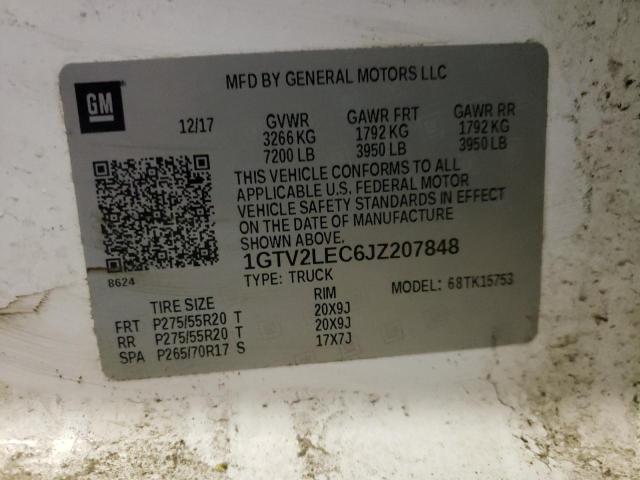 GM
MFD BY GENERAL MOTORS LLC
12/17
GVWR GAWR FRT GAWR RR
3266 KG 1792 KG 1792 KG
7200 LB 3950 LB 3950 LB
THIS VEHICLE CONFORMS TO ALL
APPLICABLE U.S. FEDERAL MOTOR
VEHICLE SAFETY STANDARDS IN EFFECT
ON THE DATE OF MANUFACTURE
SHOWN ABOVE.
1GTV2LEC6JZ207848
8624
TYPE: TRUCK MODEL: 68TK15753
TIRE SIZE RIM
FRT P275/55R20 T 20X9J
RR P275/55R20 T 20X9J
SPA P265/70R17 S 17X7J